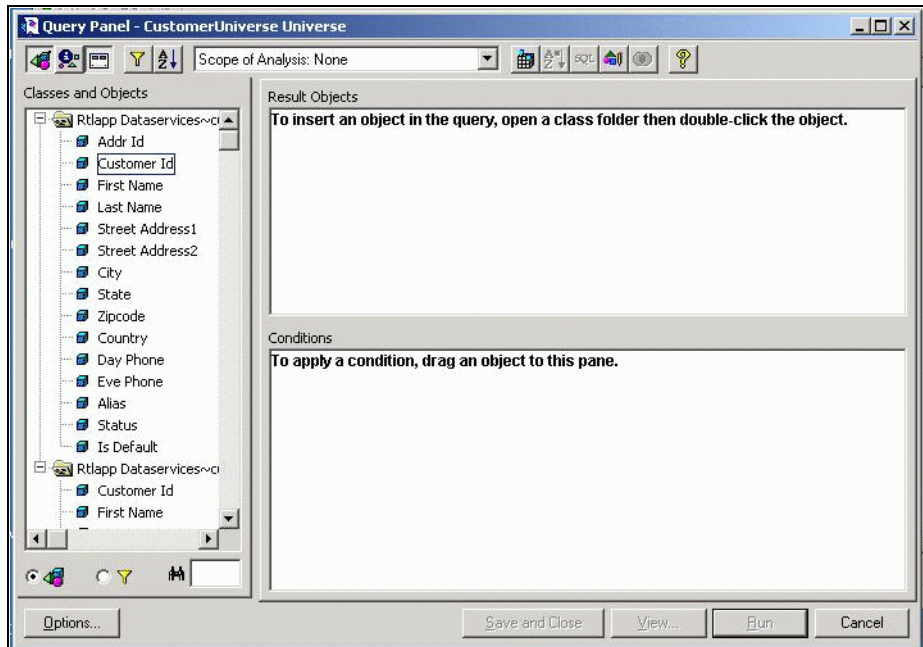 Query Panel - CustomerUniverse Universe
Scope of Analysis: None
SQL
Classes and Objects
Rtlapp Dataservices~c
Addr Id
Customer Id
First Name
Last Name
Street Address1
Street Address2
City
State
Zipcode
Country
Day Phone
Eve Phone
Alias
Status
Is Default
Rtlapp Dataservices~c
Customer Id
First Name
Result Objects
To insert an object in the query, open a class folder then double-click the object.
Conditions
To apply a condition, drag an object to this pane.
Options...
Save and Close
View...
Run
Cancel